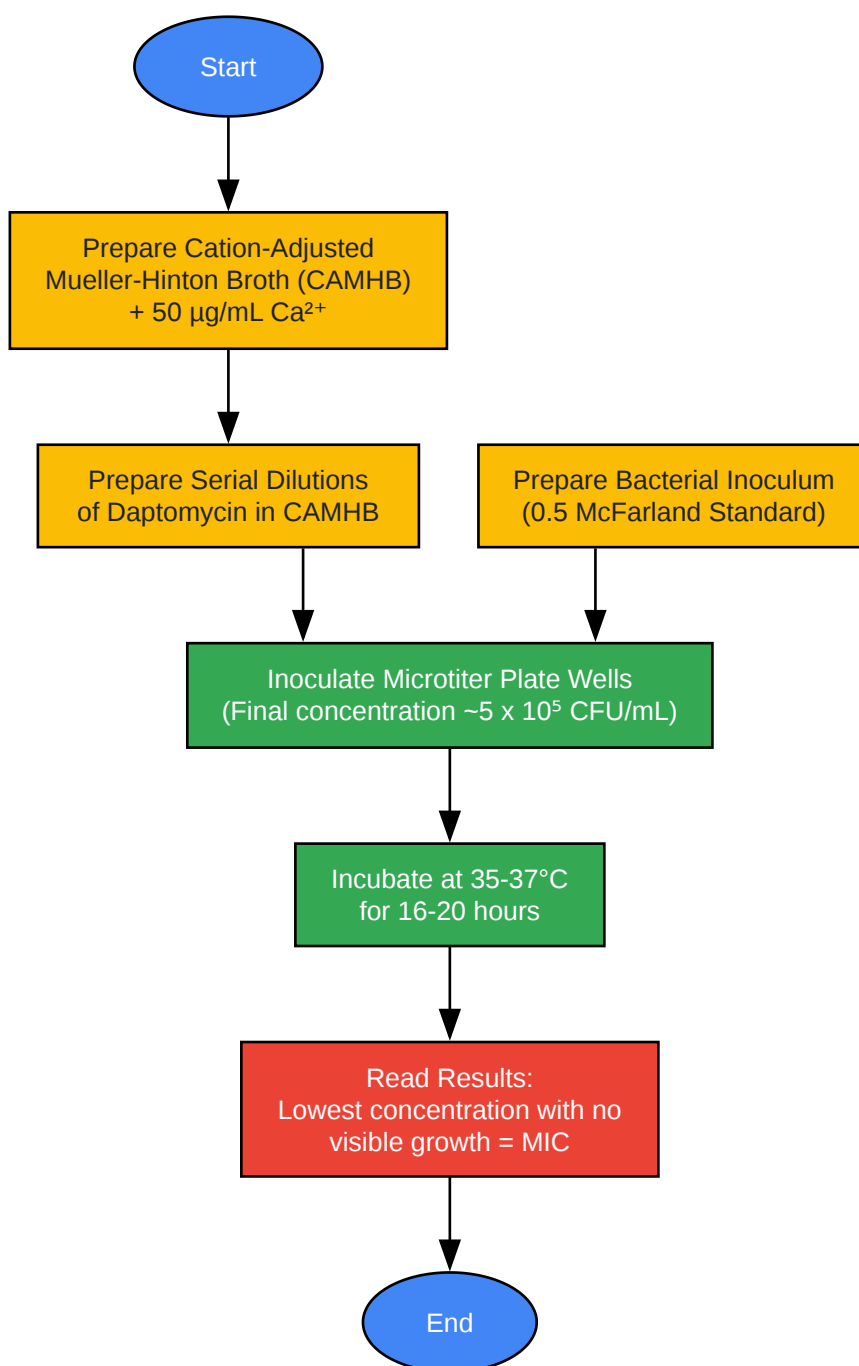 Start
Prepare Cation-Adjusted
Mueller-Hinton Broth (CAMHB)
+ 50 µg/mL Ca²⁺
Prepare Serial Dilutions
of Daptomycin in CAMHB
Prepare Bacterial Inoculum
(0.5 McFarland Standard)
Inoculate Microtiter Plate Wells
(Final concentration ~5 x 10⁵ CFU/mL)
Incubate at 35-37°C
for 16-20 hours
Read Results:
Lowest concentration with no
visible growth = MIC
End